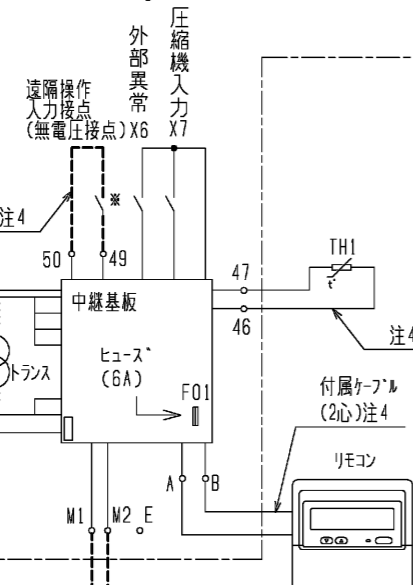 外部異常
X6
圧縮機入力
X7
遠隔操作
入力接点
(無電圧接点)
※
注4
50
49
47
46
TH1
t°
注4
中継基板
トランス
ヒューズ
(6A)
F01
付属ケーブル
(2心)注4
リモコン
A
B
M1
M2
E